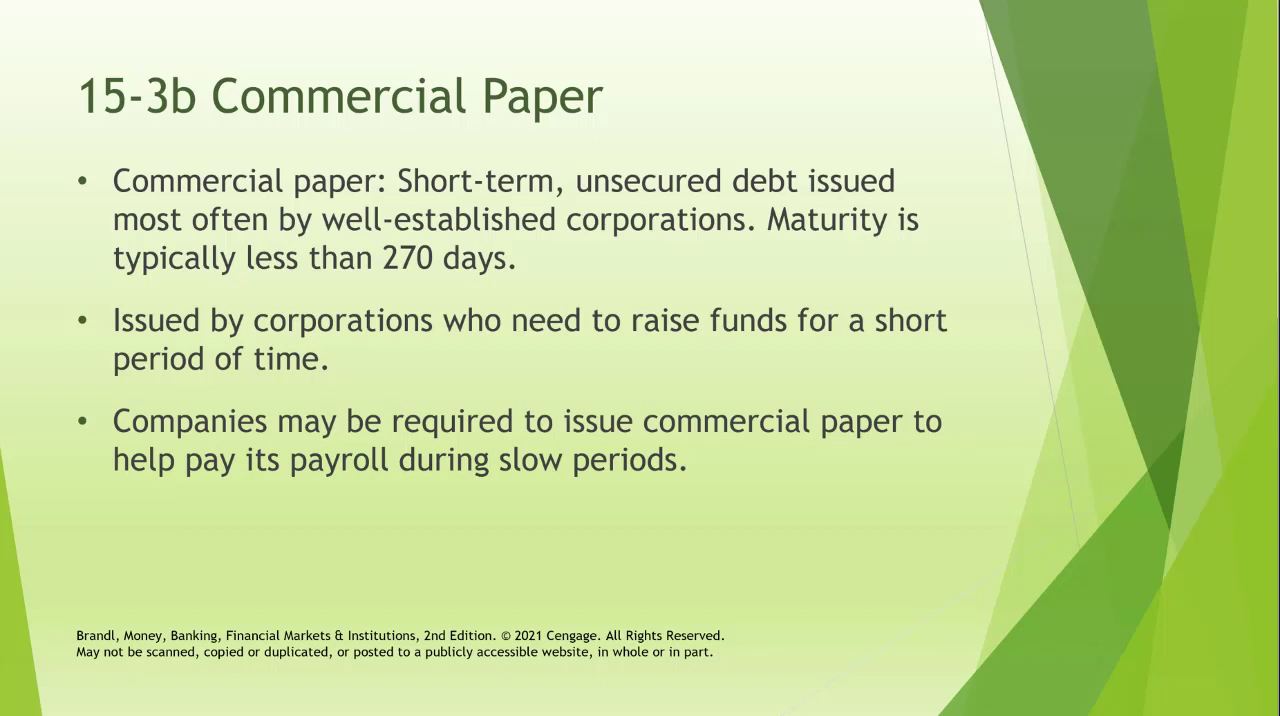 15-3b Commercial Paper
• Commercial paper: Short-term, unsecured debt issued
most often by well-established corporations. Maturity is
typically less than 270 days.
• Issued by corporations who need to raise funds for a short
period of time.
• Companies may be required to issue commercial paper to
help pay its payroll during slow periods.
Brandl, Money, Banking, Financial Markets & Institutions, 2nd Edition. © 2021 Cengage. All Rights Reserved.
May not be scanned, copied or duplicated, or posted to a publicly accessible website, in whole or in part.